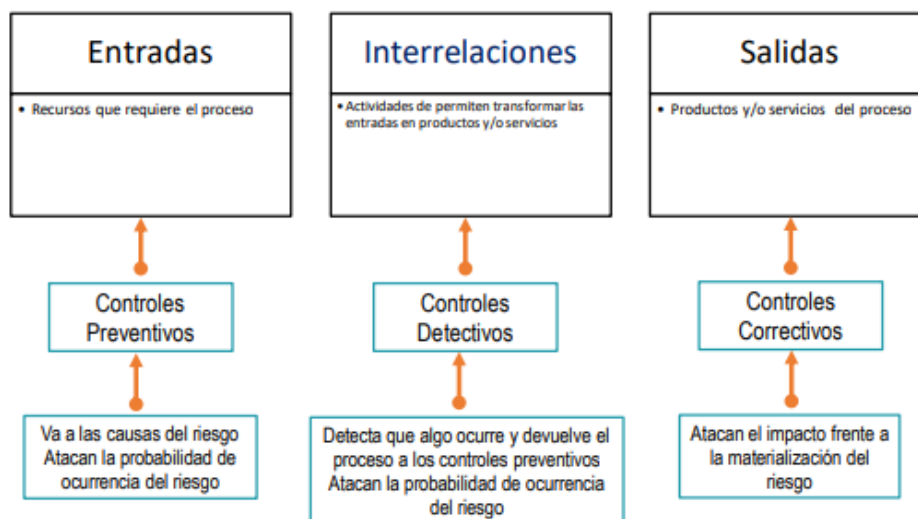 Entradas
• Recursos que requiere el proceso
Controles
Preventivos
Va a las causas del riesgo
Atacan la probabilidad de
ocurrencia del riesgo
Interrelaciones
• Actividades de permiten transformar las
entradas en productos y/o servicios
Controles
Detectivos
Detecta que algo ocurre y devuelve el
proceso a los controles preventivos
Atacan la probabilidad de ocurrencia
del riesgo
Salidas
• Productos y/o servicios del proceso
Controles
Correctivos
Atacan el impacto frente a
la materialización del
riesgo